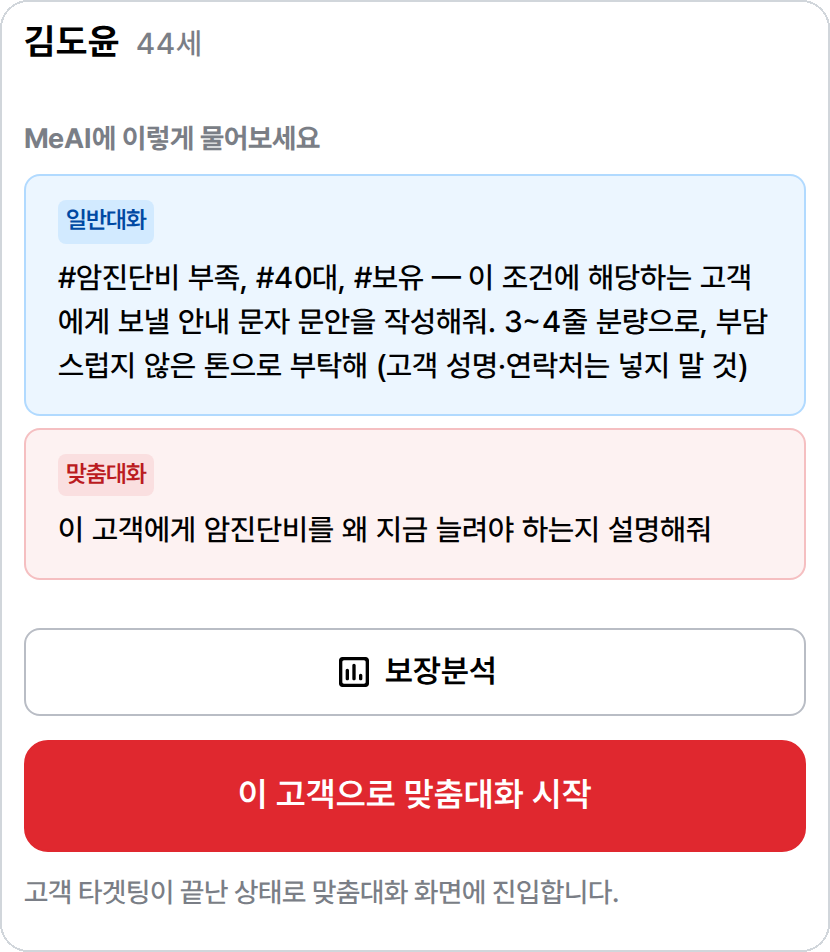 김도윤 44세
MeAI에 이렇게 물어보세요
일반대화
#암진단비 부족, #40대, #보유 — 이 조건에 해당하는 고객
에게 보낼 안내 문자 문안을 작성해줘. 3~4줄 분량으로, 부담
스럽지 않은 톤으로 부탁해 (고객 성명·연락처는 넣지 말 것)
맞춤대화
이 고객에게 암진단비를 왜 지금 늘려야 하는지 설명해줘
보장분석
이 고객으로 맞춤대화 시작
고객 타겟팅이 끝난 상태로 맞춤대화 화면에 진입합니다.